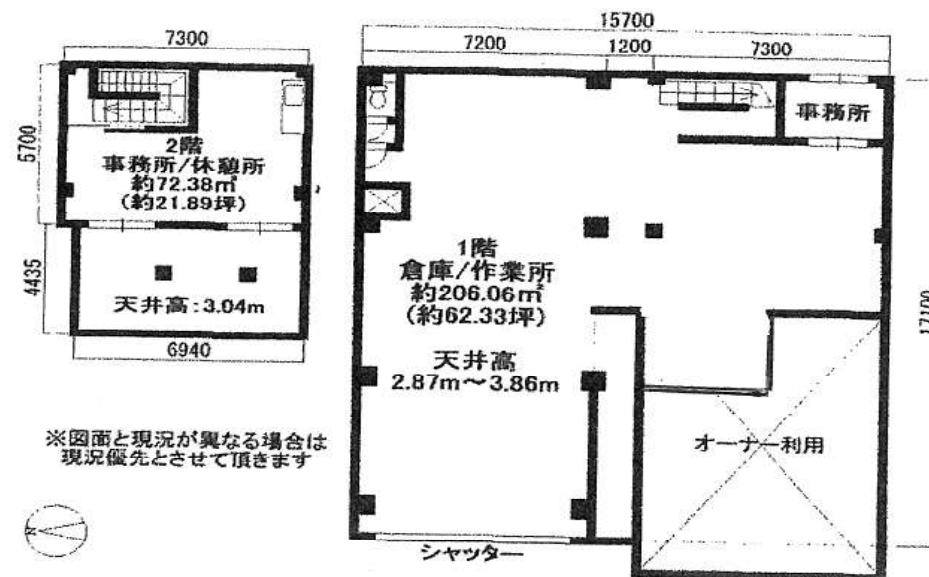 7300
5700
2階
事務所/休憩所
約72.38㎡
(約21.89坪)
4435
天井高:3.04m
6940
※図面と現況が異なる場合は
現況優先とさせて頂きます
N
15700
7200
1200
7300
事務所
1階
倉庫/作業所
約206.06㎡
(約62.33坪)
天井高
2.87m～3.86m
17100
オーナー利用
シャッター